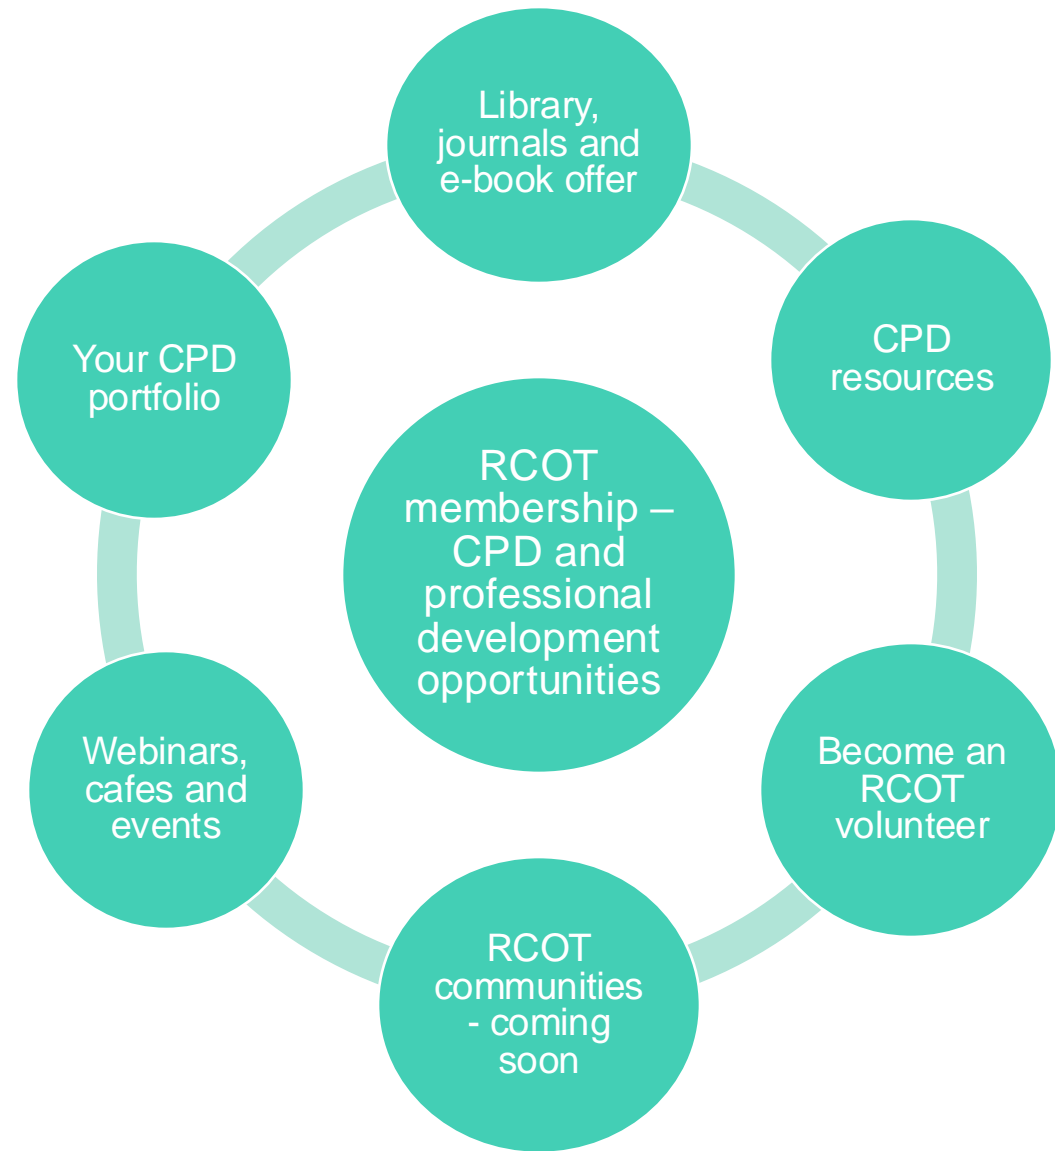 Library,
journals and
e-book offer
CPD
resources
Become an
RCOT
volunteer
RCOT
communities
- coming
soon
Webinars,
cafes and
events
Your CPD
portfolio
RCOT
membership –
CPD and
professional
development
opportunities